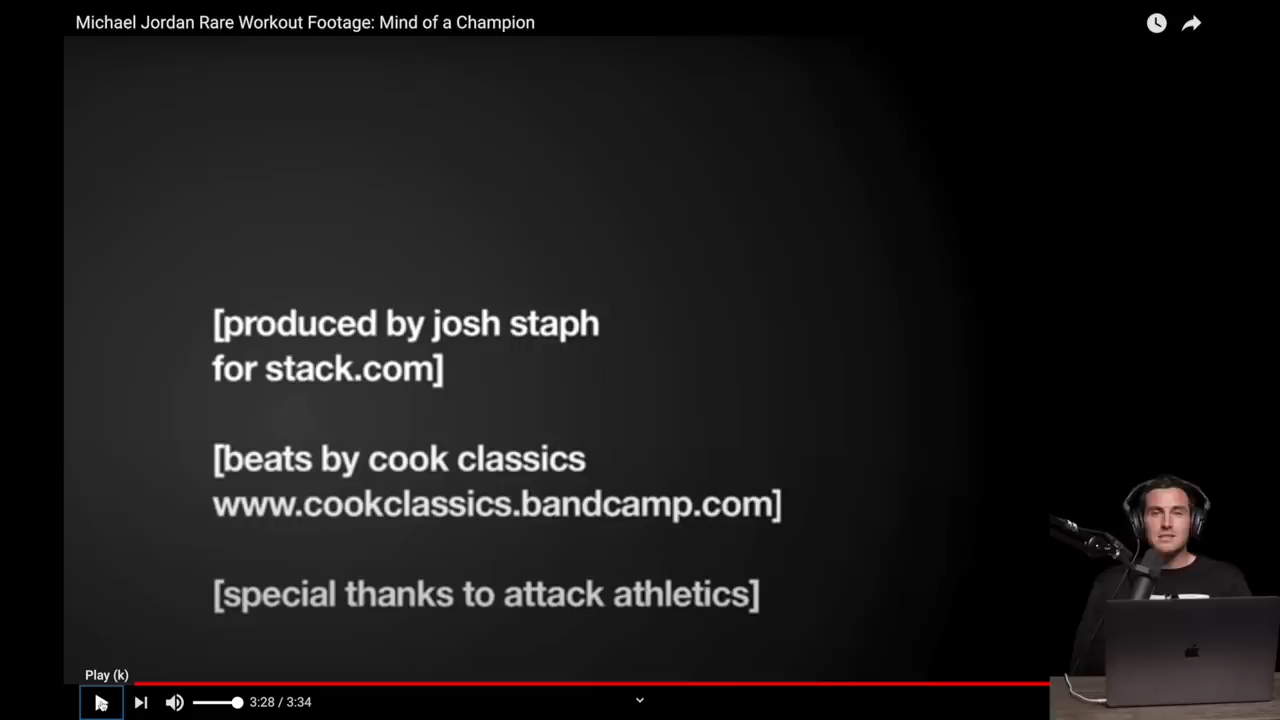 Michael Jordan Rare Workout Footage: Mind of a Champion
[produced by josh staph
for stack.com]
[beats by cook classics
www.cookclassics.bandcamp.com]
[special thanks to attack athletics]
Play (k)
3:28 / 3:34